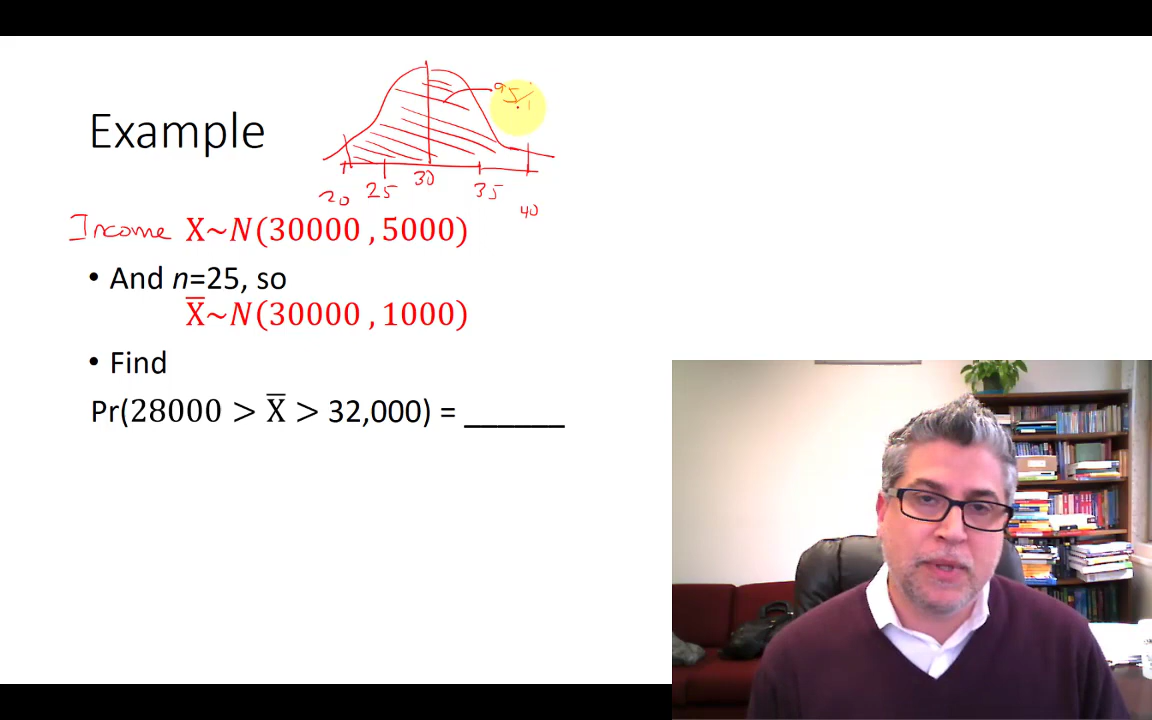 95%
Example
20 25 30 35 40
Income X~N(30000 ,5000)
• And n=25, so
X̅~N(30000 ,1000)
• Find
Pr(28000 > X̅ > 32,000) = ______